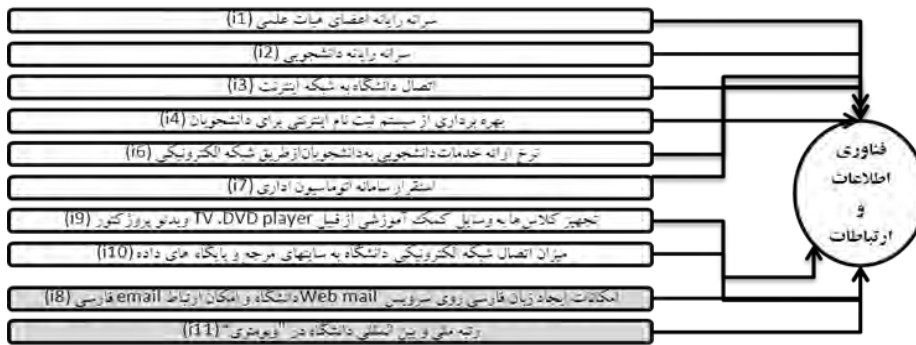 سرانه رایانه اعضای هیات علمی (i1)
سرانه رایانه دانشجویی (i2)
اتصال دانشگاه به شبکه اینترنت (i3)
بهره برداری از سیستم ثبت نام اینترنتی برای دانشجویان (i4)
نرخ ارائه خدمات دانشجویی به دانشجویان از طریق شبکه الکترونیکی (i6)
استقرار سامانه اتوماسیون اداری (i7)
تجهیز کلاس‌ها به وسایل کمک آموزشی از قبیل TV ،DVD player ویدئو پروژکتور (i9)
میزان اتصال شبکه الکترونیکی دانشگاه به سایتهای مرجع و پایگاه های داده (i10)
امکانات ایجاد زبان فارسی روی سرویس Web mail دانشگاه و امکان ارتباط email فارسی (i8)
رتبه ملی و بین المللی دانشگاه در "وبومتری" (i11)
فناوری
اطلاعات
و
ارتباطات